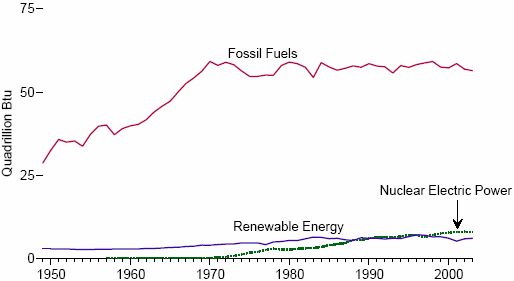 75
Fossil Fuels
50
Quadrillion Btu
25
Nuclear Electric Power
Renewable Energy
0
1950 1960 1970 1980 1990 2000